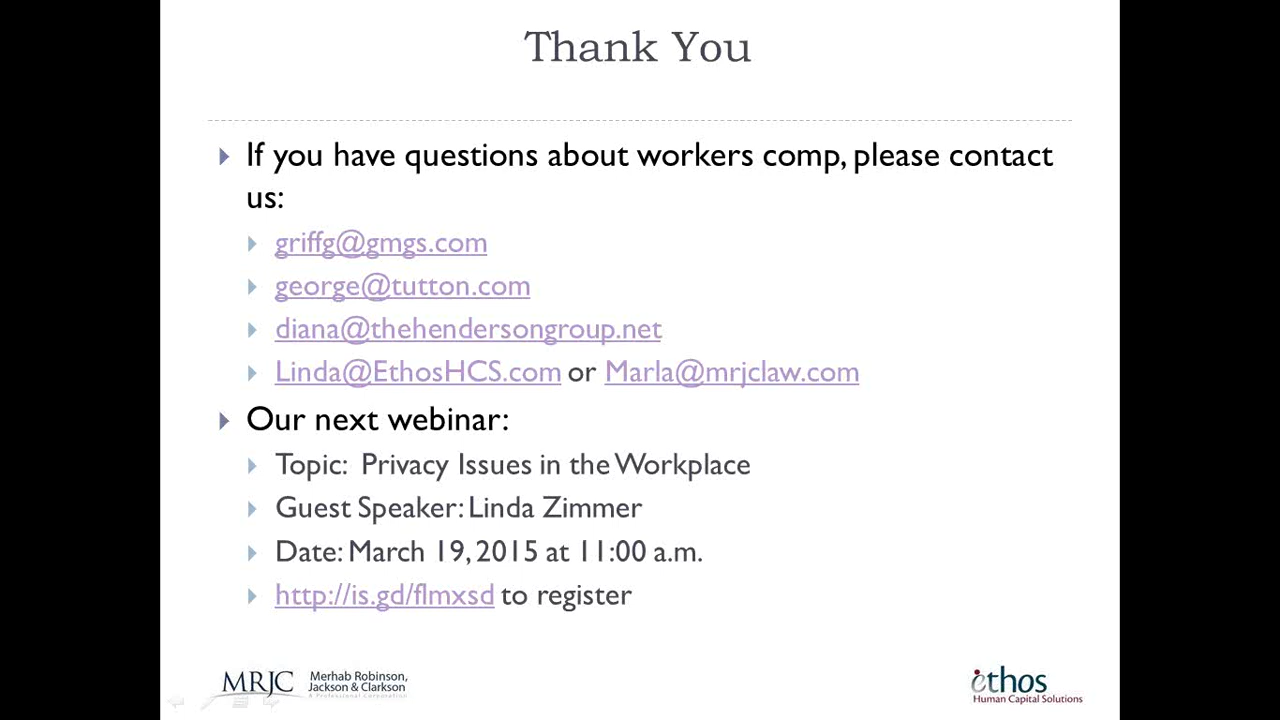 Thank You
If you have questions about workers comp, please contact
us:
griffg@gmgs.com
george@tutton.com
diana@thehendersongroup.net
Linda@EthosHCS.com or Marla@mrjclaw.com
Our next webinar:
Topic: Privacy Issues in the Workplace
Guest Speaker: Linda Zimmer
Date: March 19, 2015 at 11:00 a.m.
http://is.gd/flmxsd to register
MRJC Merhab Robinson,
Jackson & Clarkson
A Professional Corporation
ethos
Human Capital Solutions